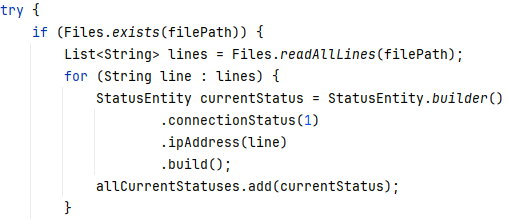 try {
    if (Files.exists(filePath)) {
        List<String> lines = Files.readAllLines(filePath);
        for (String line : lines) {
            StatusEntity currentStatus = StatusEntity.builder()
                    .connectionStatus(1)
                    .ipAddress(line)
                    .build();
            allCurrentStatuses.add(currentStatus);
        }